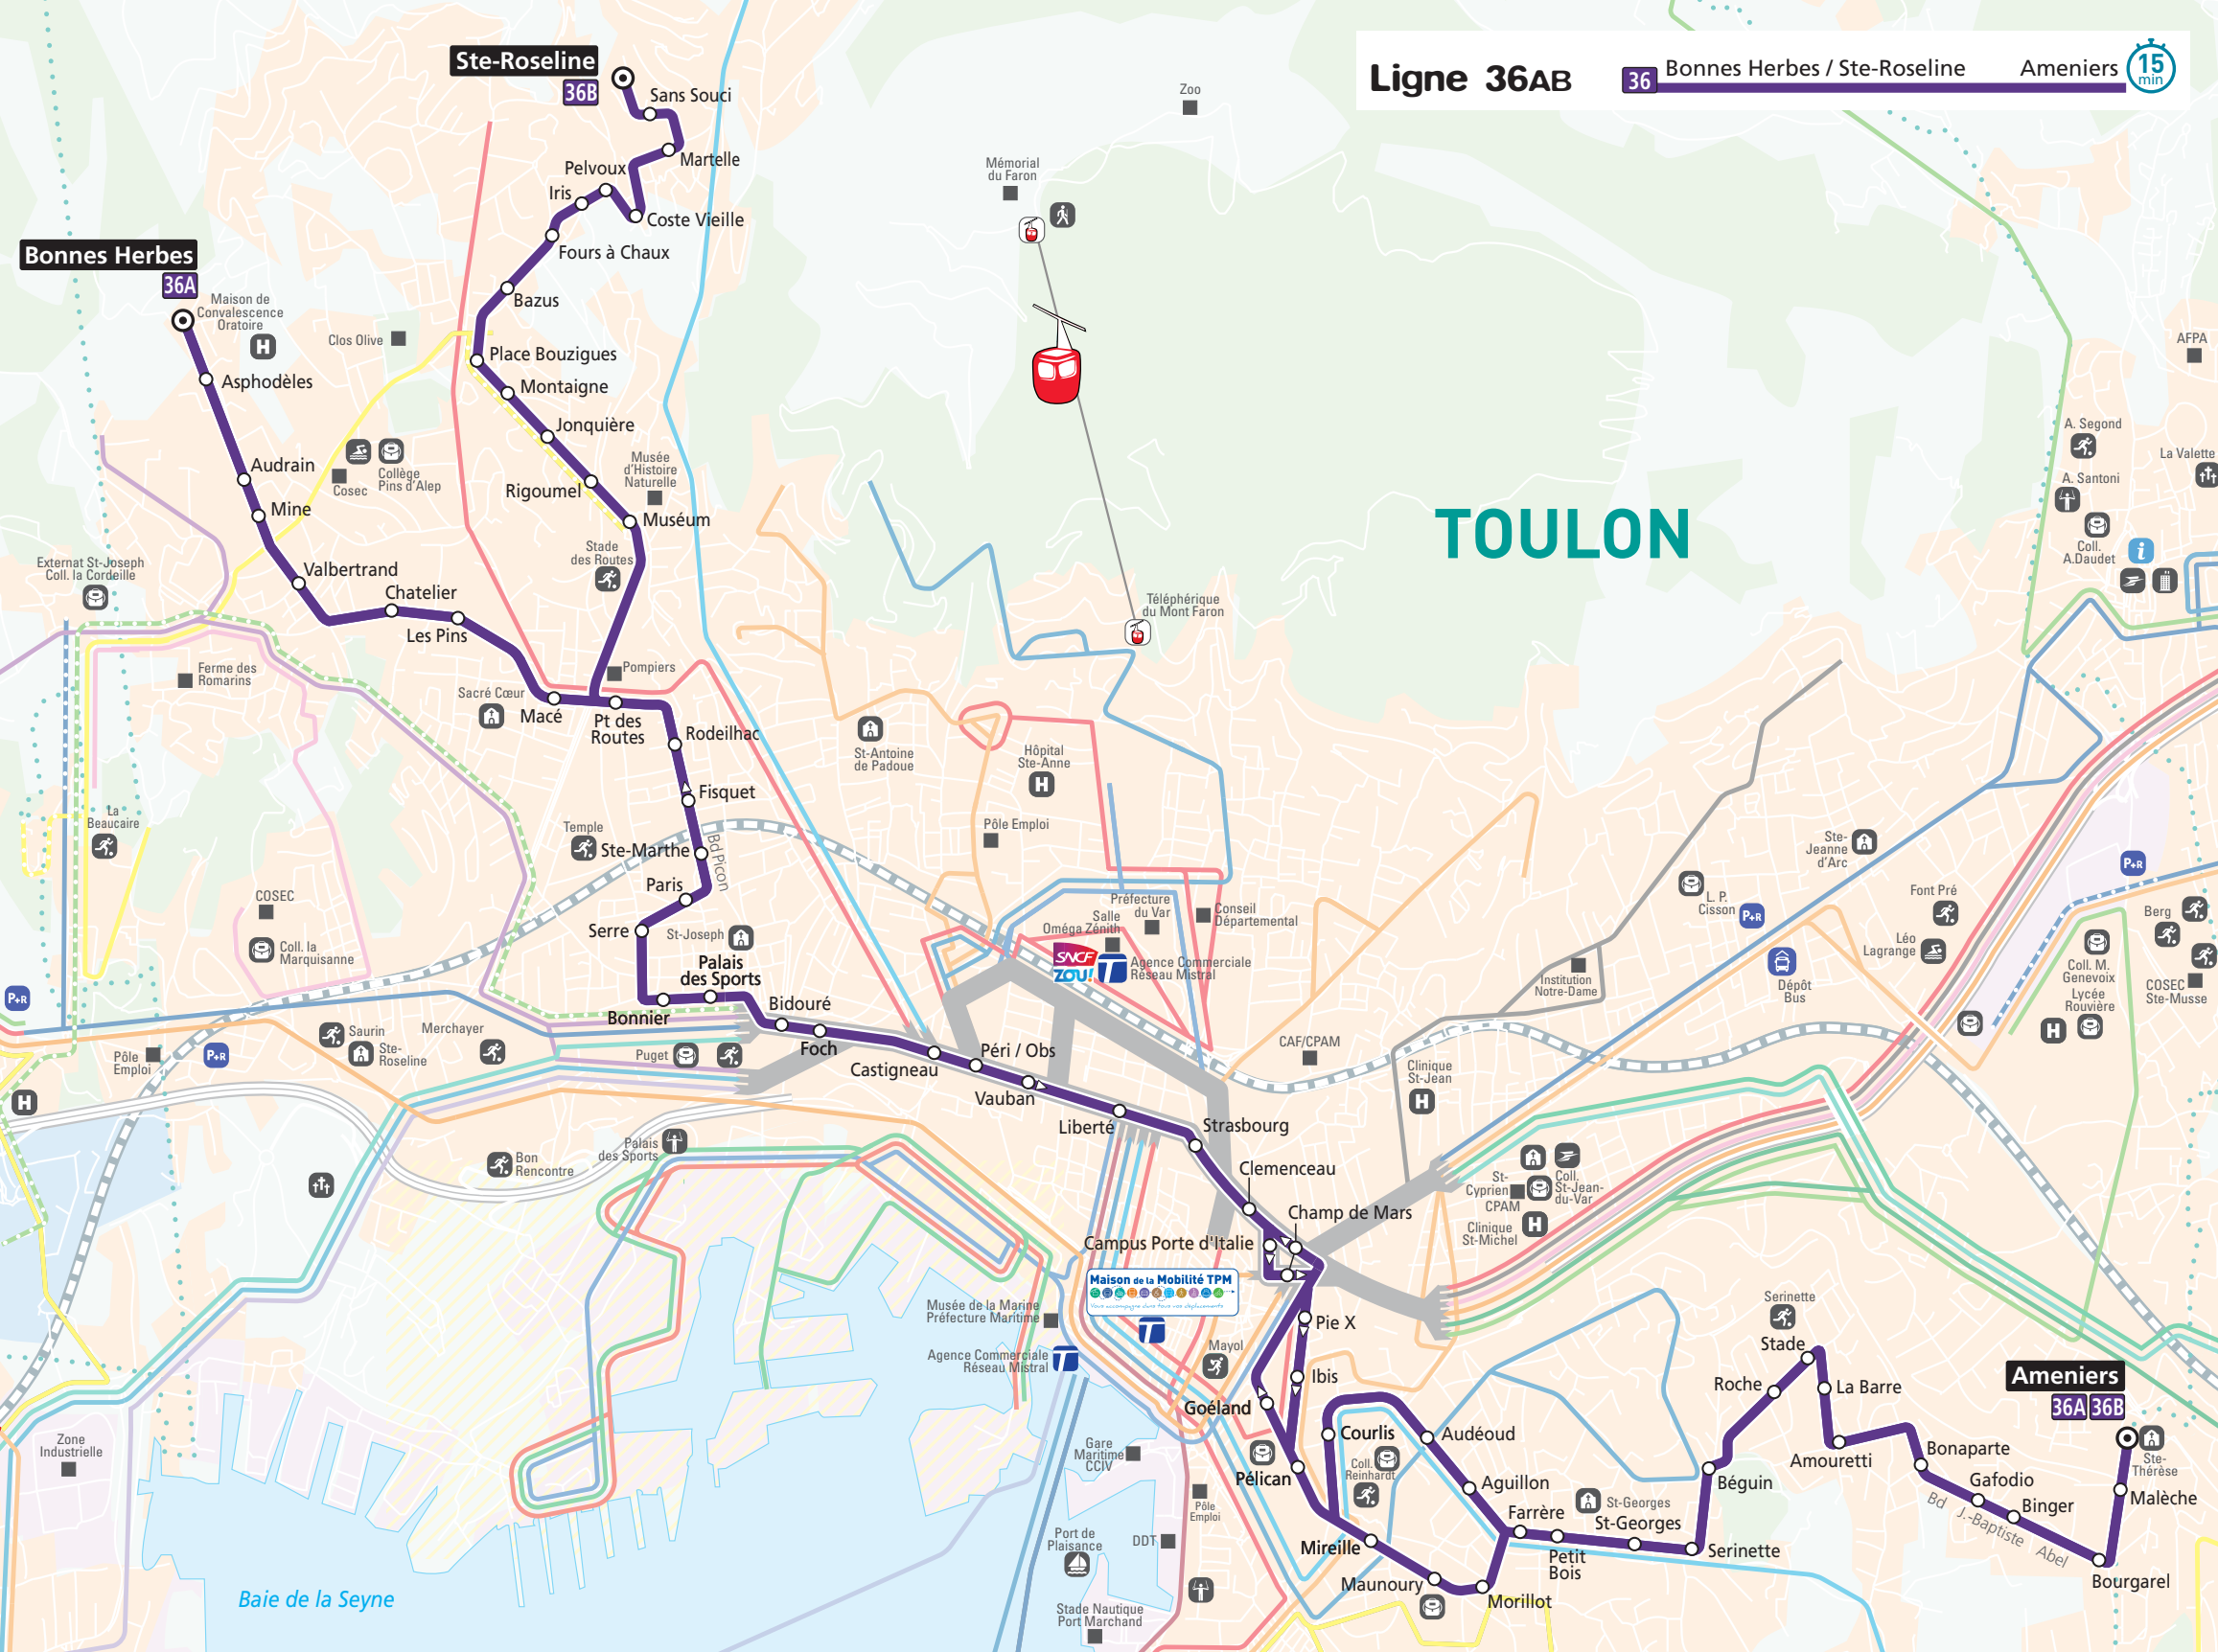 Ligne 36AB
36
Bonnes Herbes / Ste-Roseline
Ameniers
15
min
Ste-Roseline
36B
Sans Souci
Martelle
Pelvoux
Iris
Coste Vieille
Fours à Chaux
Bazus
Place Bouzigues
Montaigne
Jonquière
Rigoumel
Muséum
Musée
d'Histoire
Naturelle
Stade
des Routes
Pompiers
Bonnes Herbes
36A
Maison de
Convalescence
Oratoire
H
Clos Olive
Asphodèles
Audrain
Mine
Cosec
Collège
Pins d'Alep
Valbertrand
Chatelier
Les Pins
Externat St-Joseph
Coll. la Cordeille
Ferme des
Romarins
Sacré Cœur
Macé
Pt des
Routes
Rodeilhac
Fisquet
Temple
Ste-Marthe
Bd Picon
Paris
Serre
St-Joseph
Palais
des Sports
Bonnier
Bidouré
Foch
Castigneau
Péri / Obs
Vauban
Liberté
Strasbourg
Clemenceau
Champ de Mars
Campus Porte d'Italie
Maison de la Mobilité TPM
Vous accompagne dans tous vos déplacements
Pie X
Ibis
Mayol
Goéland
Pélican
Courlis
Coll.
Reinhardt
Audéoud
Aguillon
Mireille
Maunoury
Morillot
Farrère
Petit
Bois
St-Georges
St-Georges
Serinette
Béguin
Roche
Stade
Serinette
La Barre
Amouretti
Bonaparte
Gafodio
Binger
Bd J.-Baptiste Abel
Bourgarel
Malèche
Ste-
Thérèse
Ameniers
36A 36B
TOULON
Zoo
Mémorial
du Faron
Téléphérique
du Mont Faron
St-Antoine
de Padoue
Hôpital
Ste-Anne
H
Pôle Emploi
Préfecture
du Var
Salle
Oméga Zénith
Conseil
Départemental
SNCF
ZOU!
Agence Commerciale
Réseau Mistral
CAF/CPAM
Clinique
St-Jean
H
Institution
Notre-Dame
L. P.
Cisson
P+R
Dépôt
Bus
Ste-
Jeanne
d'Arc
Font Pré
Léo
Lagrange
P+R
Berg
Coll. M.
Genevoix
Lycée
Rouvière
H
COSEC
Ste-Musse
AFPA
A. Segond
La Valette
A. Santoni
Coll.
A.Daudet
i
St-
Cyprien
CPAM
Coll.
St-Jean-
du-Var
Clinique
St-Michel
H
La
Beaucaire
COSEC
Coll. la
Marquisanne
P+R
Pôle
Emploi
P+R
Saurin
Ste-
Roseline
Merchayer
Puget
H
Bon
Rencontre
Palais
des Sports
Musée de la Marine
Préfecture Maritime
Agence Commerciale
Réseau Mistral
Gare
Maritime
CCIV
Pôle
Emploi
DDT
Port de
Plaisance
Stade Nautique
Port Marchand
Zone
Industrielle
Baie de la Seyne